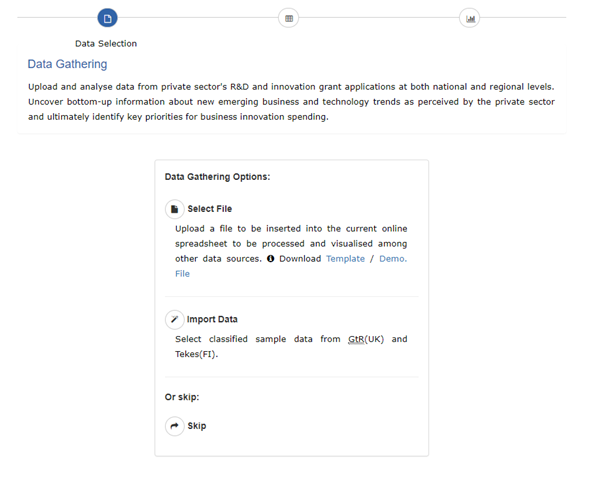 Data Selection
Data Gathering
Upload and analyse data from private sector's R&D and innovation grant applications at both national and regional levels.
Uncover bottom-up information about new emerging business and technology trends as perceived by the private sector
and ultimately identify key priorities for business innovation spending.
Data Gathering Options:
Select File
Upload a file to be inserted into the current online
spreadsheet to be processed and visualised among
other data sources. Download Template / Demo.
File
Import Data
Select classified sample data from GtR(UK) and
Tekes(FI).
Or skip:
Skip